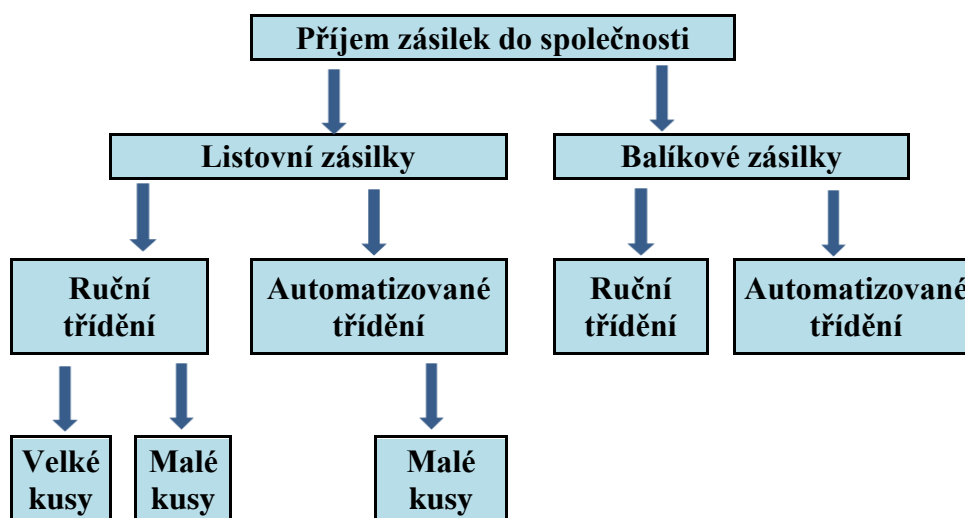 Příjem zásilek do společnosti
Listovní zásilky
Balíkové zásilky
Ruční
třídění
Automatizované
třídění
Ruční
třídění
Automatizované
třídění
Velké
kusy
Malé
kusy
Malé
kusy